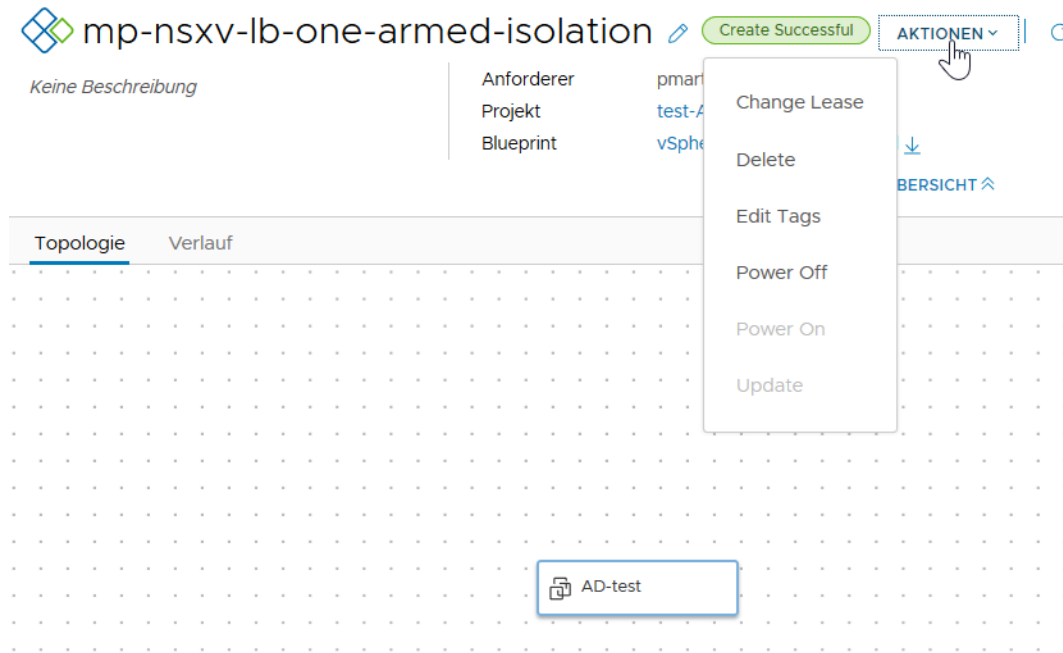 mp-nsxv-lb-one-armed-isolation Create Successful AKTIONEN
Keine Beschreibung
Anforderer
Projekt
Blueprint
Change Lease
Delete
Edit Tags
Power Off
Power On
Update
Topologie Verlauf
AD-test